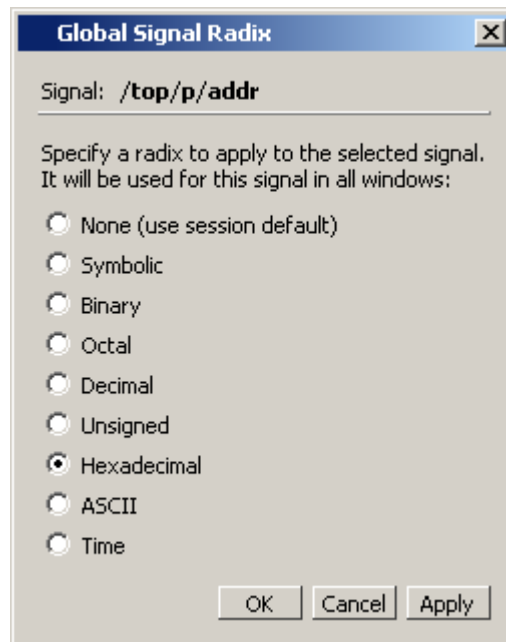 Global Signal Radix
Signal: /top/p/addr
Specify a radix to apply to the selected signal.
It will be used for this signal in all windows:
None (use session default)
Symbolic
Binary
Octal
Decimal
Unsigned
Hexadecimal
ASCII
Time
OK Cancel Apply